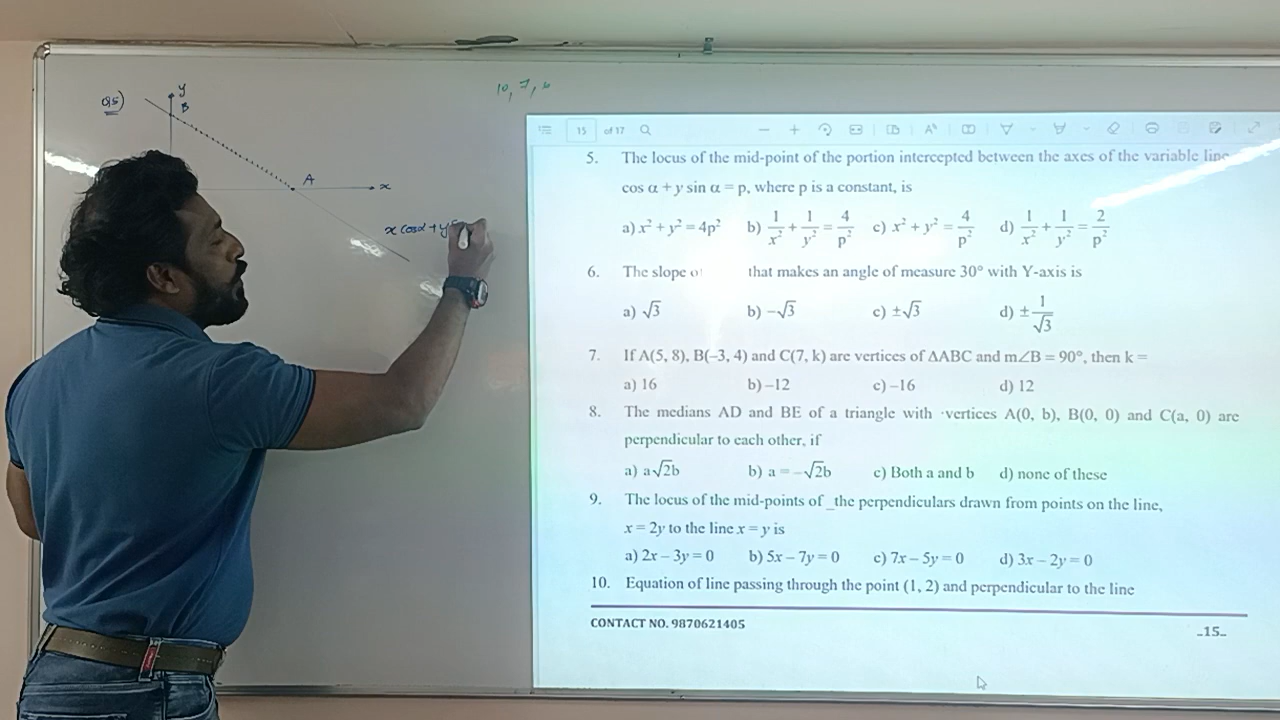 Q5)
y
B
A
x
x cosα + y
10, 7, 6
15 of 17
5. The locus of the mid-point of the portion intercepted between the axes of the variable line
cos α + y sin α = p, where p is a constant, is
a) x² + y² = 4p² b) 1/x² + 1/y² = 4/p² c) x² + y² = 4/p² d) 1/x² + 1/y² = 2/p²
6. The slope o that makes an angle of measure 30° with Y-axis is
a) √3 b) –√3 c) ±√3 d) ± 1/√3
7. If A(5, 8), B(–3, 4) and C(7, k) are vertices of ΔABC and m∠B = 90°, then k =
a) 16 b) –12 c) –16 d) 12
8. The medians AD and BE of a triangle with ·vertices A(0, b), B(0, 0) and C(a, 0) are
perpendicular to each other, if
a) a√2b b) a = –√2b c) Both a and b d) none of these
9. The locus of the mid-points of _the perpendiculars drawn from points on the line,
x = 2y to the line x = y is
a) 2x – 3y = 0 b) 5x – 7y = 0 c) 7x – 5y = 0 d) 3x – 2y = 0
10. Equation of line passing through the point (1, 2) and perpendicular to the line
CONTACT NO. 9870621405
..15..